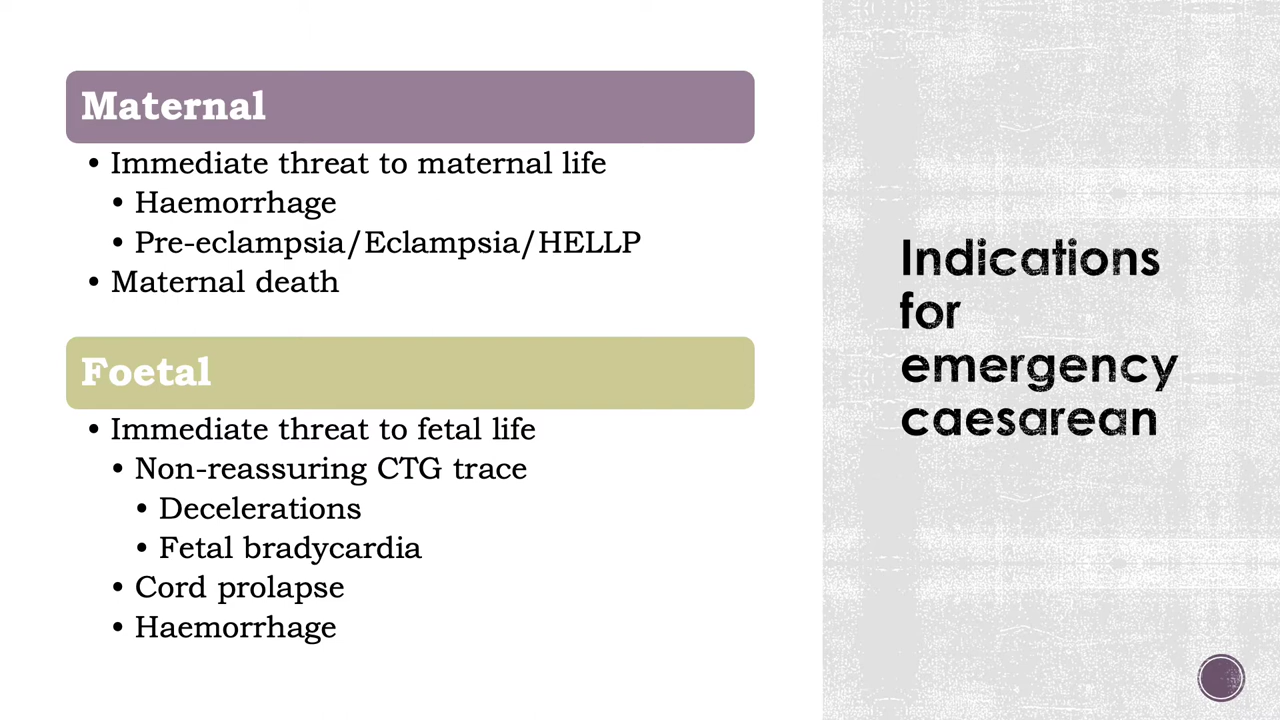 Maternal
• Immediate threat to maternal life
• Haemorrhage
• Pre-eclampsia/Eclampsia/HELLP
• Maternal death
Foetal
• Immediate threat to fetal life
• Non-reassuring CTG trace
• Decelerations
• Fetal bradycardia
• Cord prolapse
• Haemorrhage
Indications
for
emergency
caesarean